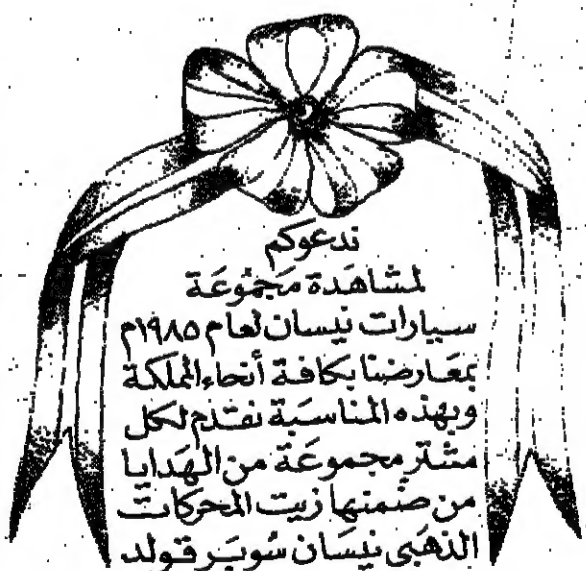 ندعوكم
لمشاهدة مجموعة
سيارات نيسان لعام ١٩٨٥م
بمعارضنا بكافة أنحاء المملكة
وبهذه المناسبة نقدم لكل
مشتر مجموعة من الهدايا
من ضمنها زيت المحركات
الذهبي نيسان سوبر قولد